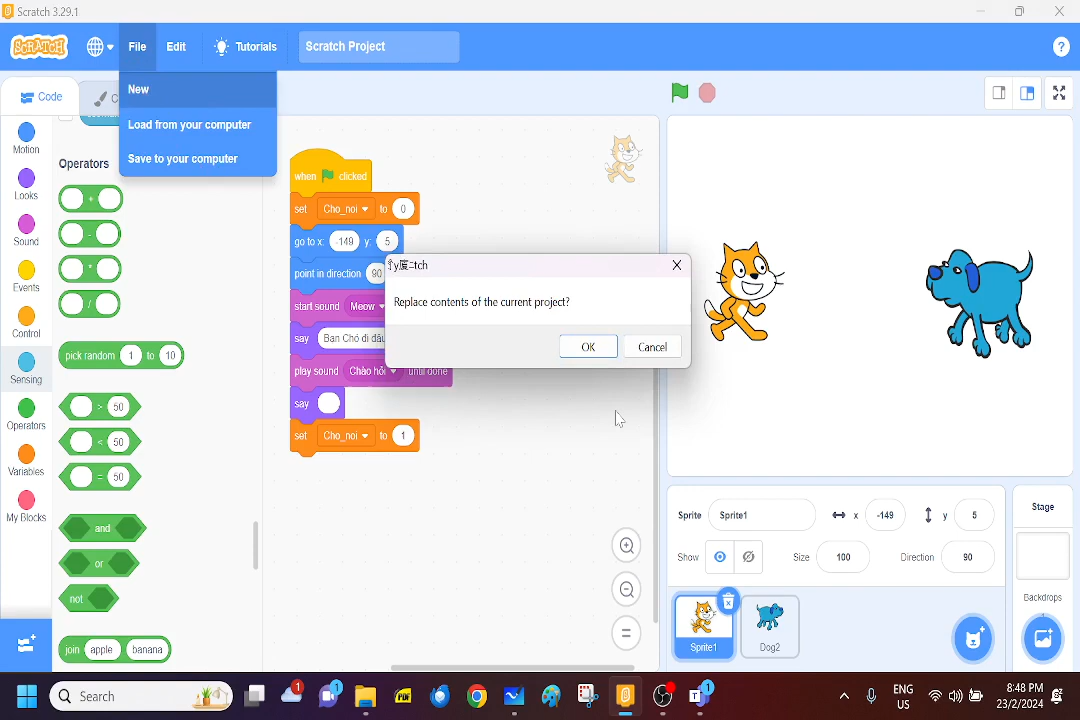 Scratch 3.29.1
SCRATCH
File
Edit
Tutorials
Scratch Project
?
New
Load from your computer
Save to your computer
Code
C
Motion
Looks
Sound
Events
Control
Sensing
Operators
Variables
My Blocks
Operators
+
-
*
/
pick random 1 to 10
> 50
< 50
= 50
and
or
not
join apple banana
when clicked
set Cho_noi to 0
go to x: -149 y: 5
point in direction 90
start sound Meow
say
play sound Chào hỏi until done
say
set Cho_noi to 1
Replace contents of the current project?
OK
Cancel
Sprite Sprite1 x -149 y 5
Show Size 100 Direction 90
Sprite1
Dog2
Stage
Backdrops
Search
1
1
PDF
1
ENG
US
8:48 PM
23/2/2024